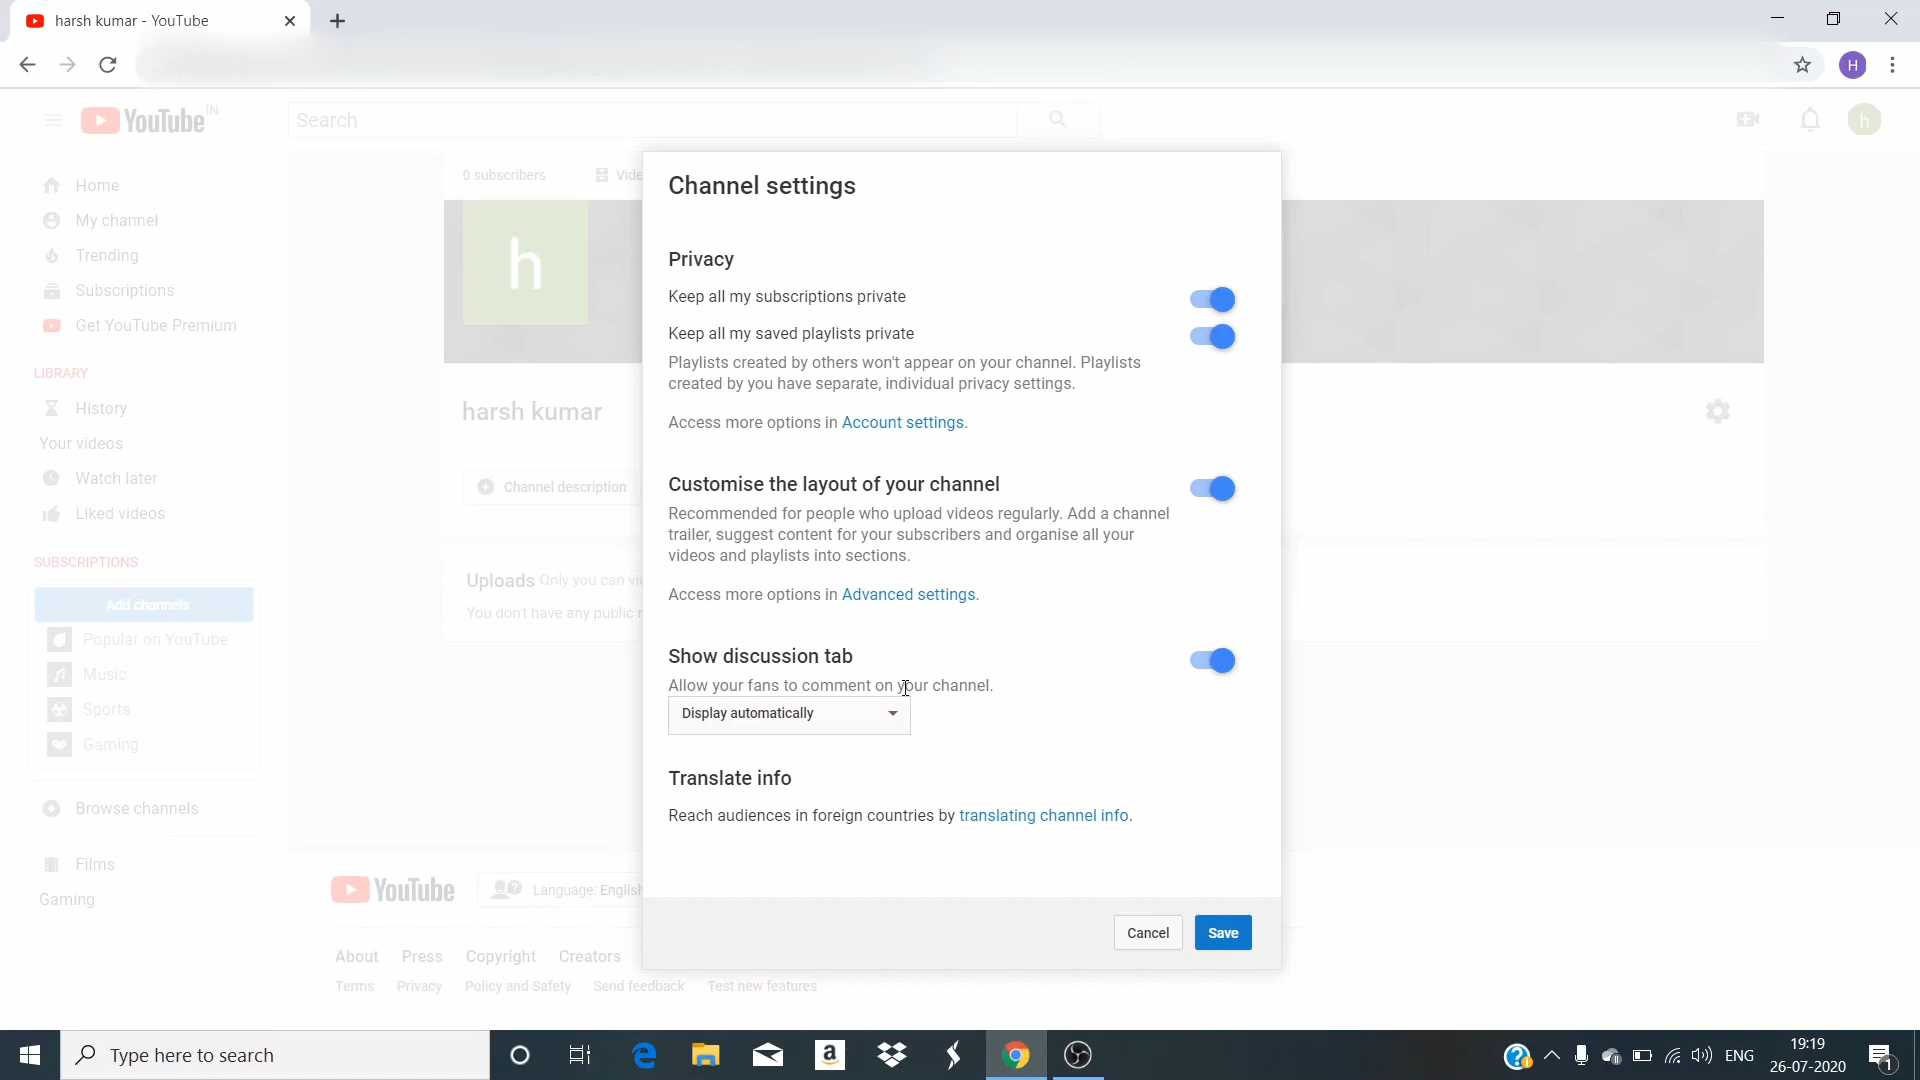 harsh kumar - YouTube
H
YouTube IN
Search
h
Home
My channel
Trending
Subscriptions
Get YouTube Premium
LIBRARY
History
Your videos
Watch later
Liked videos
SUBSCRIPTIONS
Add channels
Popular on YouTube
Music
Sports
Gaming
Browse channels
Films
Gaming
0 subscribers
Vide
h
harsh kumar
Channel description
Uploads Only you can vi
You don't have any public
Channel settings
Privacy
Keep all my subscriptions private
Keep all my saved playlists private
Playlists created by others won't appear on your channel. Playlists
created by you have separate, individual privacy settings.
Access more options in Account settings.
Customise the layout of your channel
Recommended for people who upload videos regularly. Add a channel
trailer, suggest content for your subscribers and organise all your
videos and playlists into sections.
Access more options in Advanced settings.
Show discussion tab
Allow your fans to comment on your channel.
Display automatically
Translate info
Reach audiences in foreign countries by translating channel info.
Cancel
Save
YouTube
Language: English
About Press Copyright Creators
Terms Privacy Policy and Safety Send feedback Test new features
Type here to search
a
ENG
19:19
26-07-2020
1